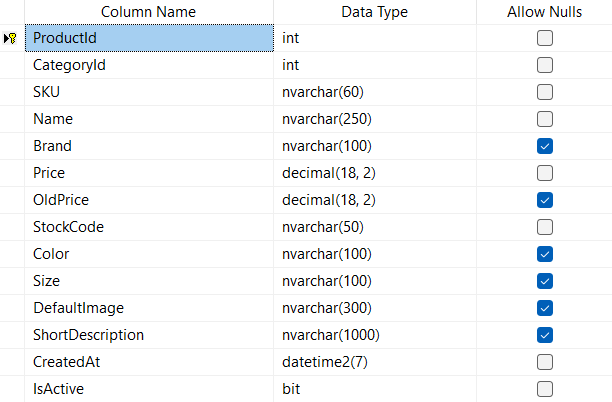 Column Name Data Type Allow Nulls
ProductId int
CategoryId int
SKU nvarchar(60)
Name nvarchar(250)
Brand nvarchar(100)
Price decimal(18, 2)
OldPrice decimal(18, 2)
StockCode nvarchar(50)
Color nvarchar(100)
Size nvarchar(100)
DefaultImage nvarchar(300)
ShortDescription nvarchar(1000)
CreatedAt datetime2(7)
IsActive bit